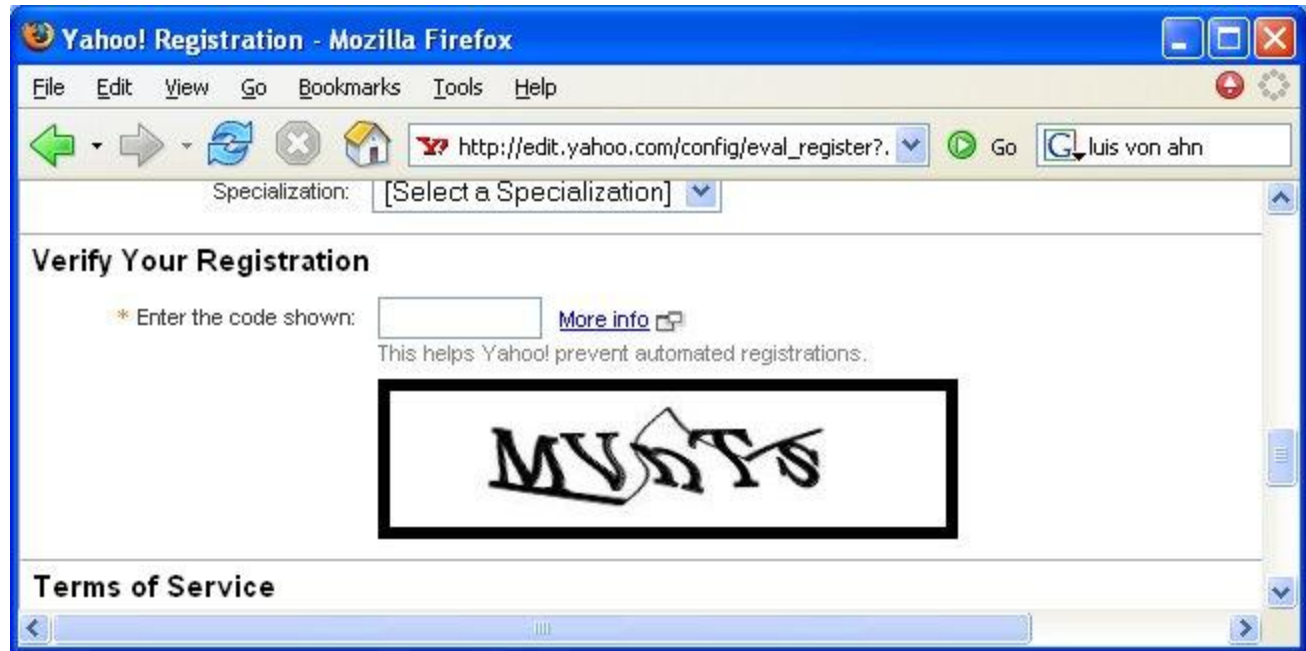 Yahoo! Registration - Mozilla Firefox
File Edit View Go Bookmarks Tools Help
Y? http://edit.yahoo.com/config/eval_register?. Go G luis von ahn
Specialization: [Select a Specialization]
Verify Your Registration
* Enter the code shown: More info
This helps Yahoo! prevent automated registrations.
MVnTs
Terms of Service